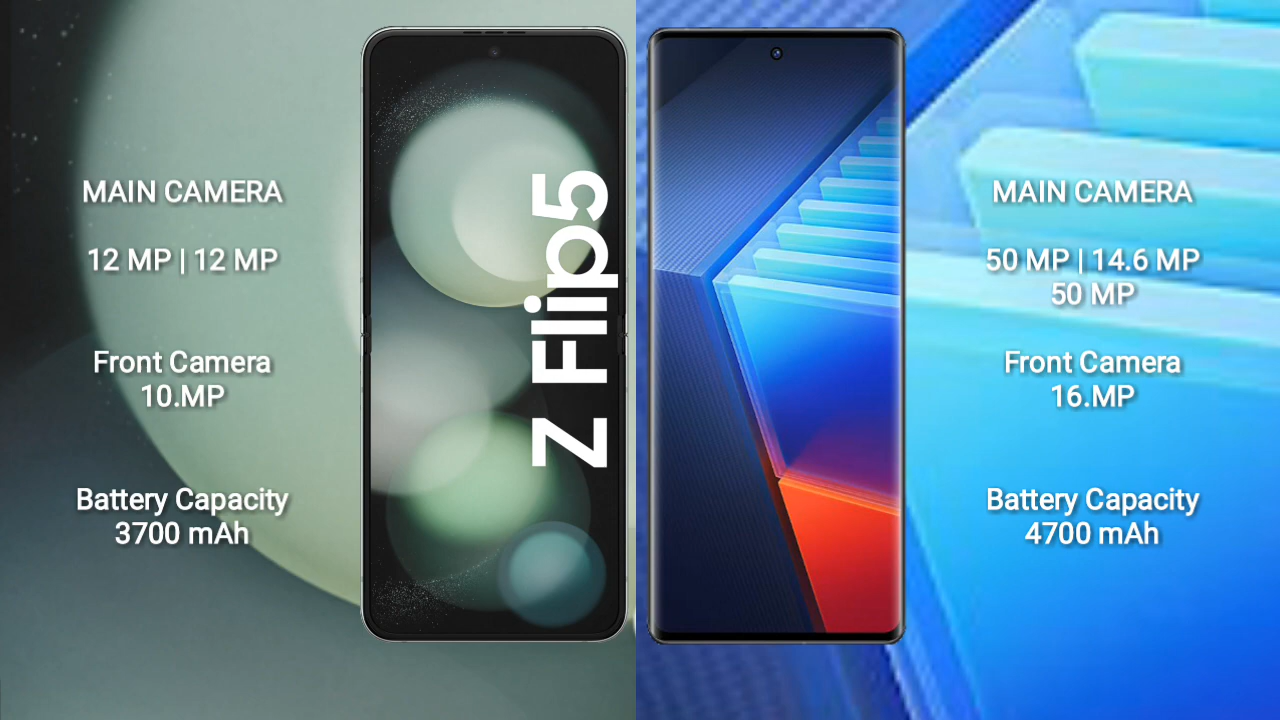 MAIN CAMERA
12 MP | 12 MP
Front Camera
10.MP
Battery Capacity
3700 mAh
Z Flip5
MAIN CAMERA
50 MP | 14.6 MP
50 MP
Front Camera
16.MP
Battery Capacity
4700 mAh